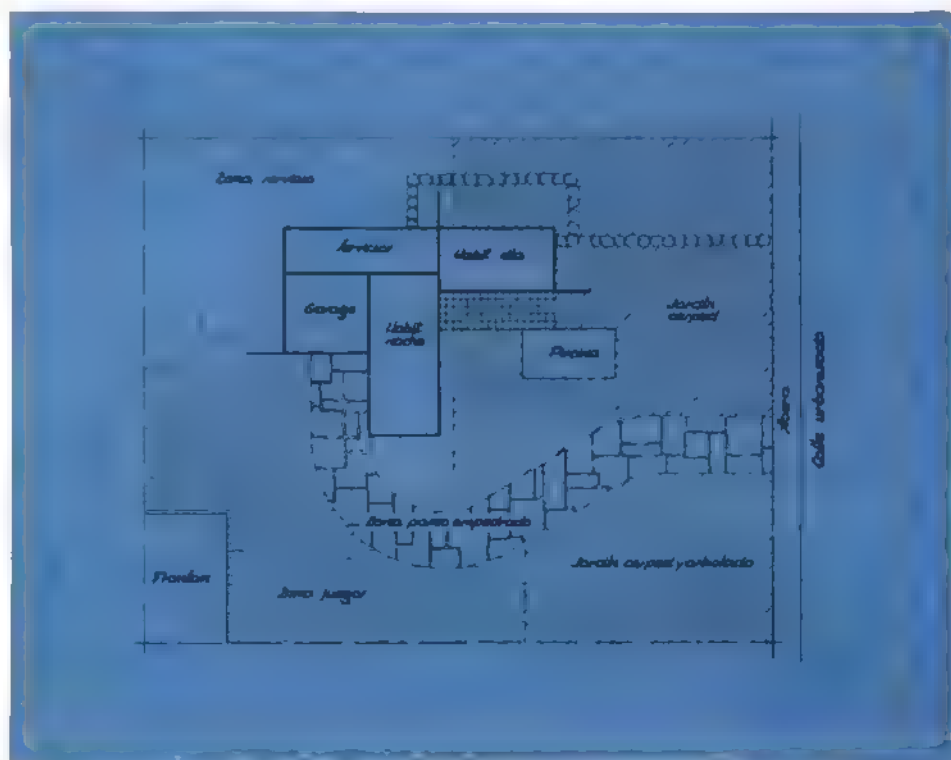 Zona servicio
Servicios
Habit día
Garage
Habit
noche
Piscina
Jardín
césped
Acera
Calle urbanizada
Zona paseo empedrado
Jardín césped y arbolado
Frontón
Zona juegos